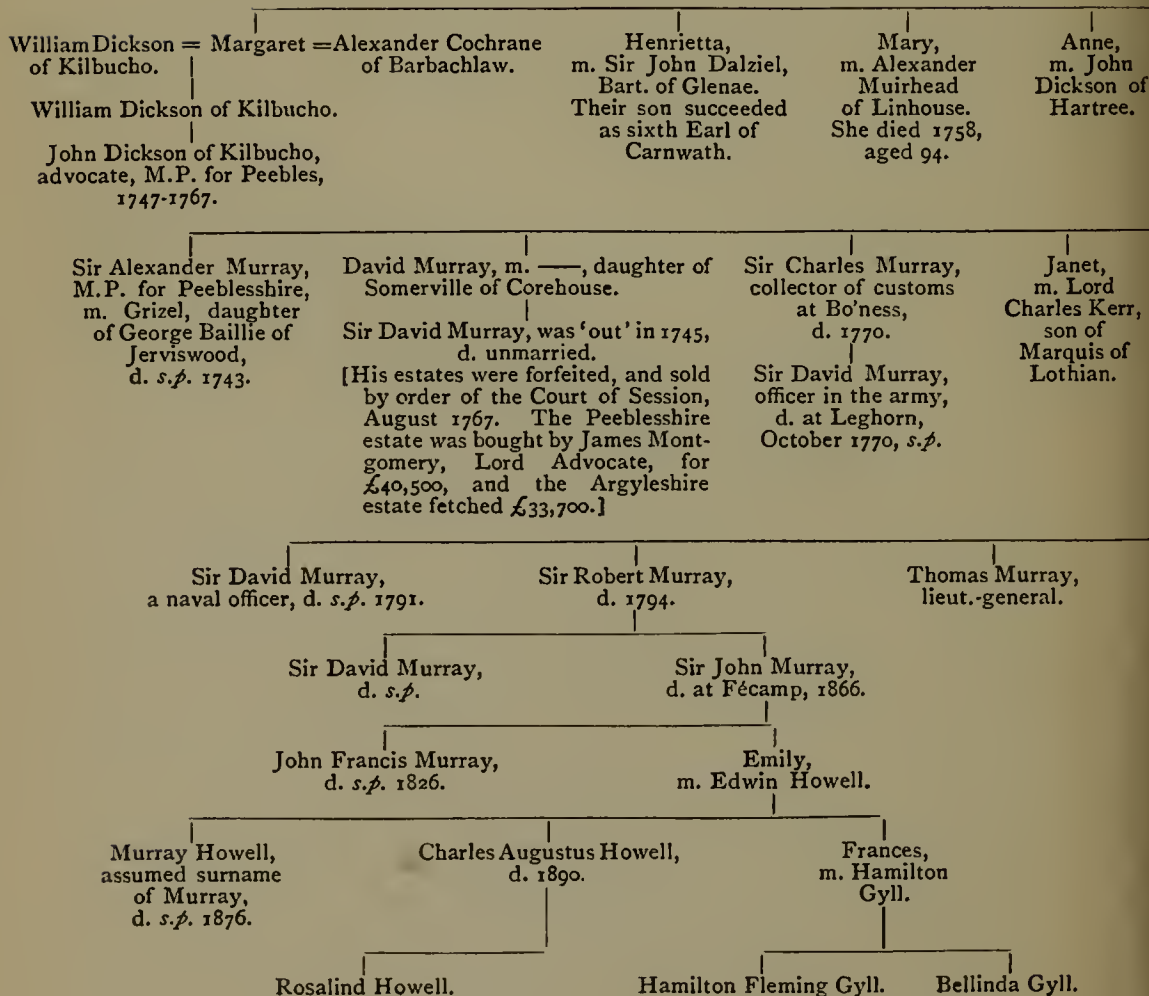 William Dickson = Margaret = Alexander Cochrane
of Kilbucho.
of Barbachlaw.
William Dickson of Kilbucho.
John Dickson of Kilbucho,
advocate, M.P. for Peebles,
1747-1767.
Henrietta,
m. Sir John Dalziel,
Bart. of Glenae.
Their son succeeded
as sixth Earl of
Carnwath.
Mary,
m. Alexander
Muirhead
of Linhouse.
She died 1758,
aged 94.
Anne,
m. John
Dickson of
Hartree.
Sir Alexander Murray,
M.P. for Peeblesshire,
m. Grizel, daughter
of George Baillie of
Jerviswood,
d. s.p. 1743.
David Murray, m. ——, daughter of
Somerville of Corehouse.
Sir David Murray, was ‘out’ in 1745,
d. unmarried.
[His estates were forfeited, and sold
by order of the Court of Session,
August 1767. The Peeblesshire
estate was bought by James Mont-
gomery, Lord Advocate, for
£40,500, and the Argyleshire
estate fetched £33,700.]
Sir Charles Murray,
collector of customs
at Bo'ness,
d. 1770.
Sir David Murray,
officer in the army,
d. at Leghorn,
October 1770, s.p.
Janet,
m. Lord
Charles Kerr,
son of
Marquis of
Lothian.
Sir David Murray,
a naval officer, d. s.p. 1791.
Sir Robert Murray,
d. 1794.
Thomas Murray,
lieut.-general.
Sir David Murray,
d. s.p.
Sir John Murray,
d. at Fécamp, 1866.
John Francis Murray,
d. s.p. 1826.
Emily,
m. Edwin Howell.
Murray Howell,
assumed surname
of Murray,
d. s.p. 1876.
Charles Augustus Howell,
d. 1890.
Frances,
m. Hamilton
Gyll.
Rosalind Howell.
Hamilton Fleming Gyll.
Bellinda Gyll.